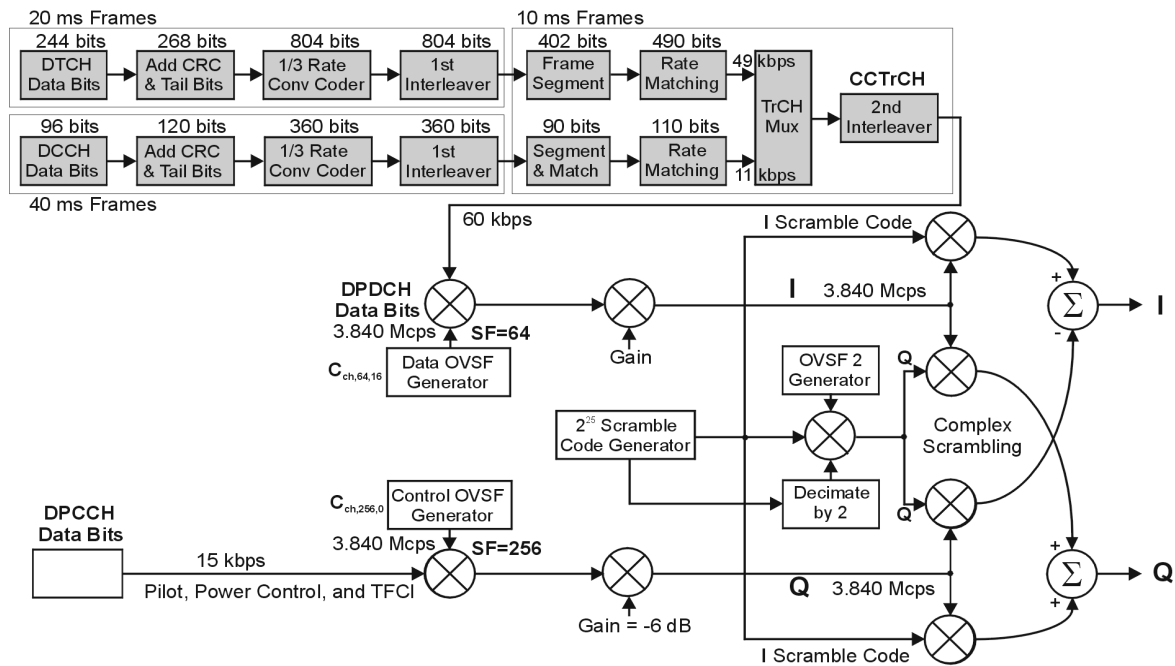 20 ms Frames
10 ms Frames
244 bits
268 bits
804 bits
804 bits
402 bits
490 bits
DTCH
Data Bits
Add CRC
& Tail Bits
1/3 Rate
Conv Coder
1st
Interleaver
Frame
Segment
Rate
Matching
49 kbps
TrCH
Mux
CCTrCH
2nd
Interleaver
96 bits
120 bits
360 bits
360 bits
90 bits
110 bits
DCCH
Data Bits
Add CRC
& Tail Bits
1/3 Rate
Conv Coder
1st
Interleaver
Segment
& Match
Rate
Matching
11 kbps
40 ms Frames
60 kbps
I Scramble Code
DPDCH
Data Bits
3.840 Mcps
SF=64
I
3.840 Mcps
+
Σ
-
I
Gain
C ch,64,16
Data OVSF
Generator
OVSF 2
Generator
Q
2^25 Scramble
Code Generator
Complex
Scrambling
Decimate
by 2
Q
C ch,256,0
Control OVSF
Generator
3.840 Mcps
SF=256
DPCCH
Data Bits
15 kbps
Pilot, Power Control, and TFCI
Q
3.840 Mcps
+
Σ
+
Q
Gain = -6 dB
I Scramble Code